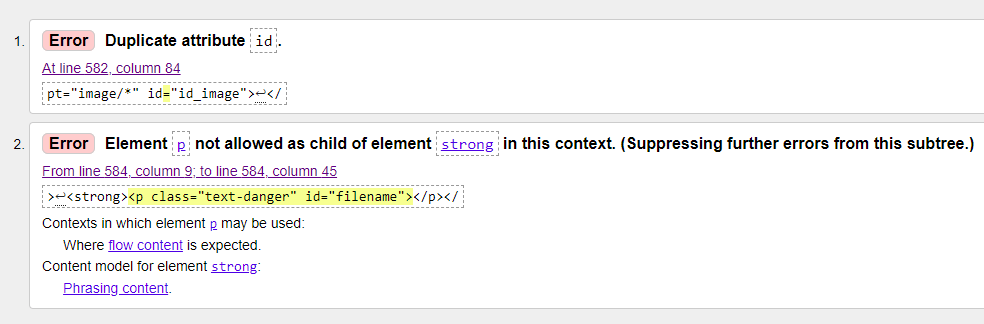 1. Error Duplicate attribute id.
At line 582, column 84
pt="image/*" id="id_image">↩</
2. Error Element p not allowed as child of element strong in this context. (Suppressing further errors from this subtree.)
From line 584, column 9; to line 584, column 45
>↩<strong><p class="text-danger" id="filename"></p></
Contexts in which element p may be used:
Where flow content is expected.
Content model for element strong:
Phrasing content.